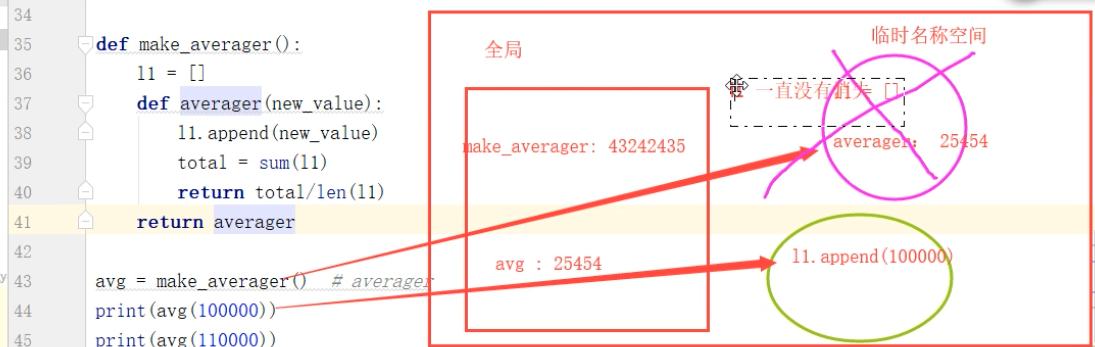 34
35 def make_averager():
36 l1 = []
37 def averager(new_value):
38 l1.append(new_value)
39 total = sum(l1)
40 return total/len(l1)
41 return averager
42
43 avg = make_averager() # averager
44 print(avg(100000))
45 print(avg(110000))
全局
临时名称空间
一直没有消失 []
make_averager: 43242435
averager: 25454
avg : 25454
l1.append(100000)